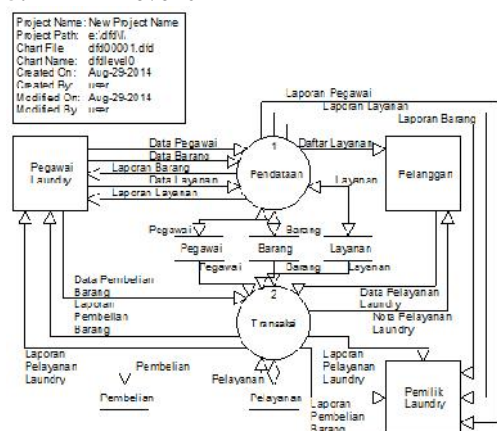 Project Name: New Project Name
Project Path: e:\dfd\l\
Chart File: dfd00001.dfd
Chart Name: dfdlevel0
Created On: Aug-29-2014
Created By: user
Modified On: Aug-29-2014
Modified By: user
Laporan Pegawai
Laporan Layanan
Laporan Barang
Data Pegawai
Data Barang
Laporan Barang
Data Layanan
Laporan Layanan
Pegawai
Laundry
1
Pendataan
Daftar Layanan
Layanan
Pelanggan
Pegawai
Barang
Pegawai
Barang
Layanan
Pegawai
Barang
Layanan
2
Transaksi
Data Pembelian
Barang
Laporan
Pembelian
Barang
Data Pelayanan
Laundry
Nota Pelayanan
Laundry
Laporan
Pelayanan
Laundry
Pembelian
Pembelian
Pelayanan
Pelayanan
Laporan
Pelayanan
Laundry
Laporan
Pembelian
Barang
Pemilik
Laundry